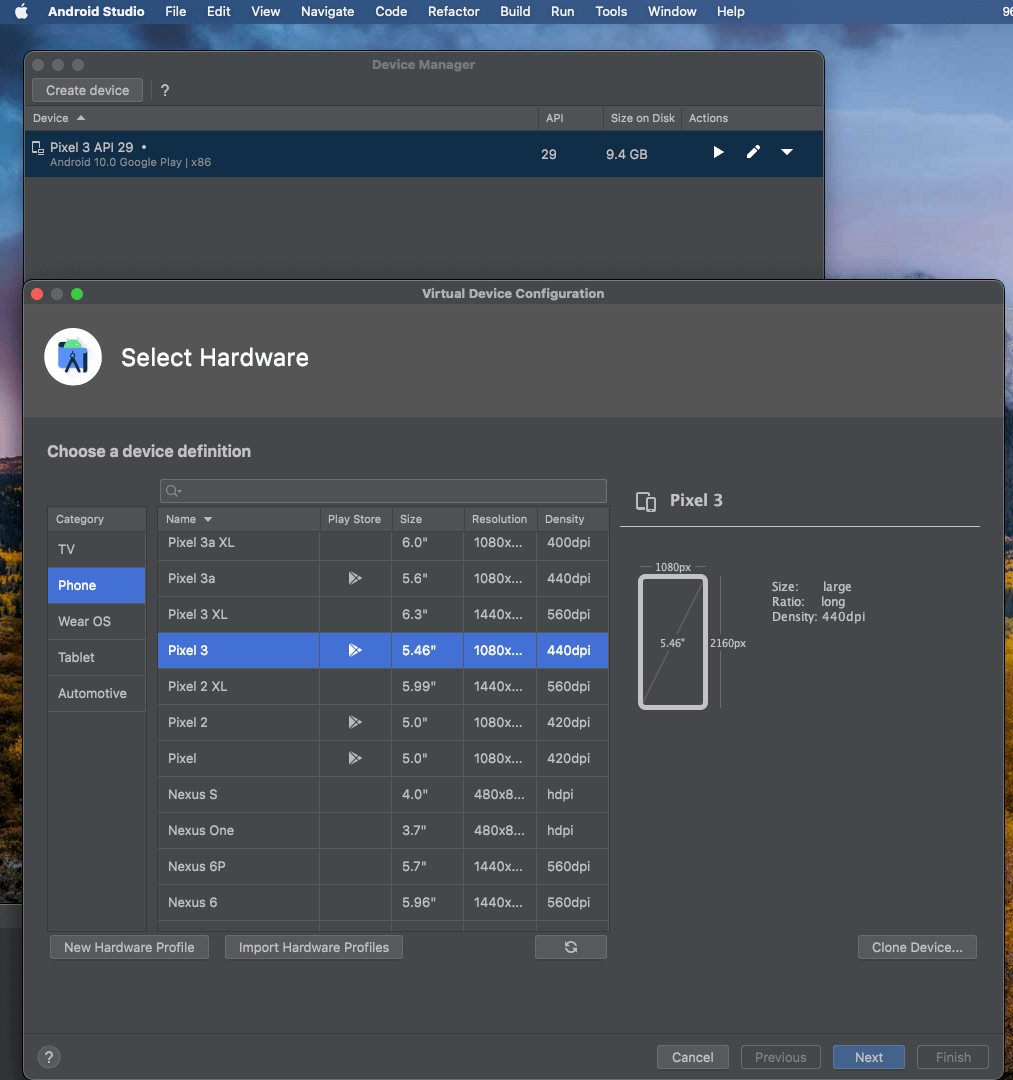 Android Studio File Edit View Navigate Code Refactor Build Run Tools Window Help
Device Manager
Create device ?
Device API Size on Disk Actions
Pixel 3 API 29 •
Android 10.0 Google Play | x86
29 9.4 GB
Virtual Device Configuration
Select Hardware
Choose a device definition
Category
TV
Phone
Wear OS
Tablet
Automotive
Name Play Store Size Resolution Density
Pixel 3a XL 6.0" 1080x... 400dpi
Pixel 3a 5.6" 1080x... 440dpi
Pixel 3 XL 6.3" 1440x... 560dpi
Pixel 3 5.46" 1080x... 440dpi
Pixel 2 XL 5.99" 1440x... 560dpi
Pixel 2 5.0" 1080x... 420dpi
Pixel 5.0" 1080x... 420dpi
Nexus S 4.0" 480x8... hdpi
Nexus One 3.7" 480x8... hdpi
Nexus 6P 5.7" 1440x... 560dpi
Nexus 6 5.96" 1440x... 560dpi
Pixel 3
1080px
5.46"
2160px
Size: large
Ratio: long
Density: 440dpi
New Hardware Profile Import Hardware Profiles Clone Device...
? Cancel Previous Next Finish